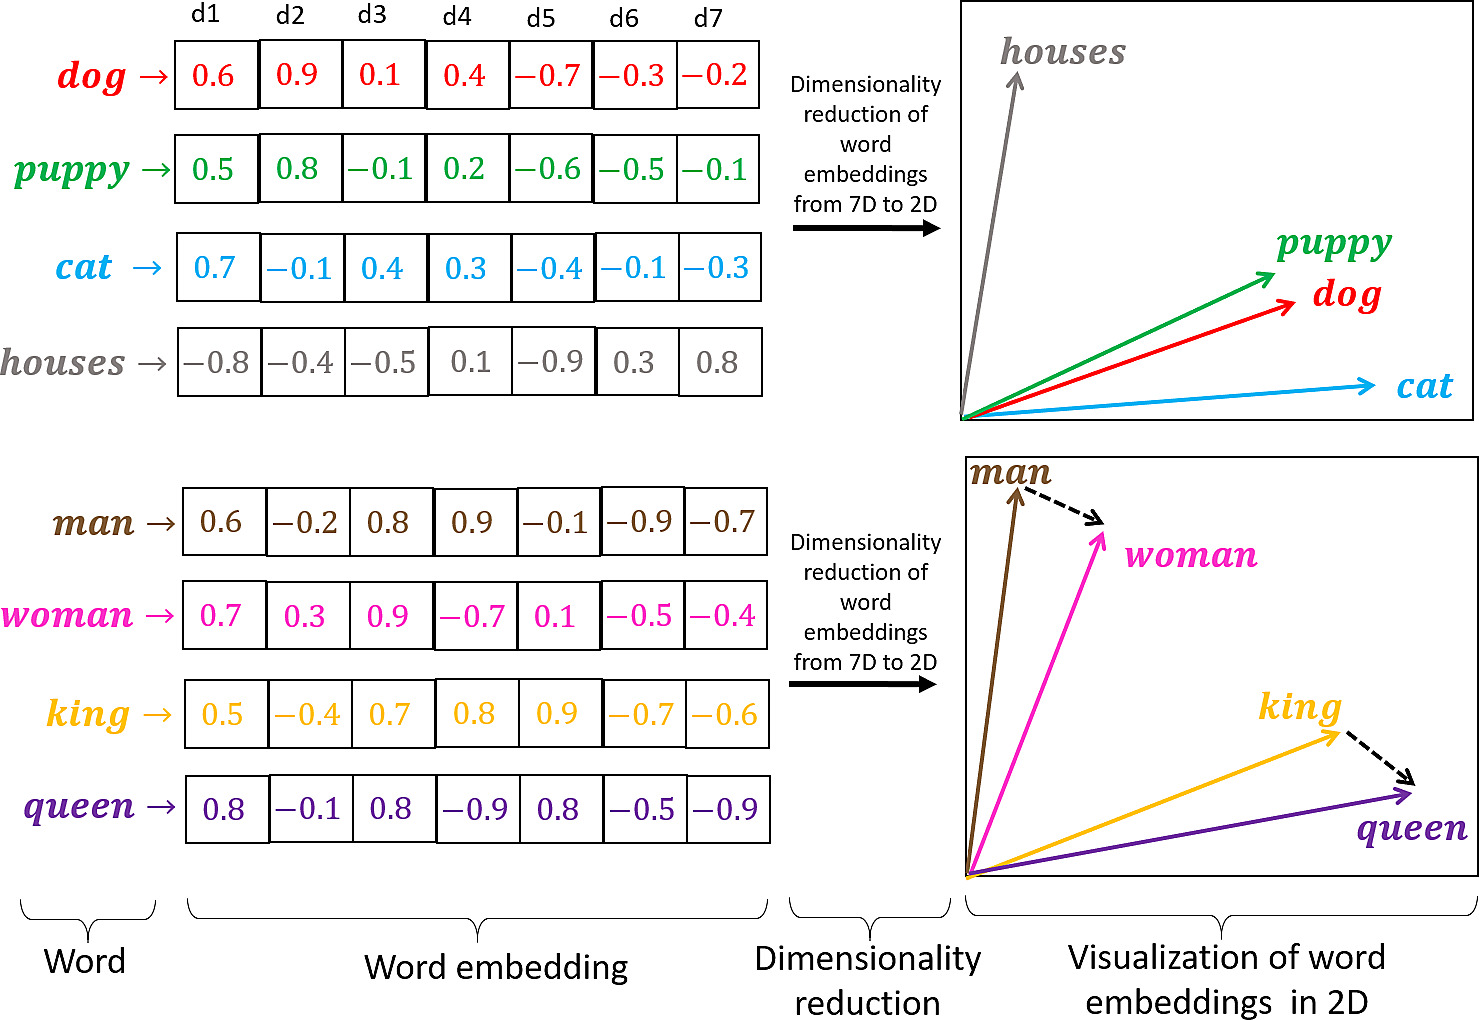 d1 d2 d3 d4 d5 d6 d7
dog → 0.6 0.9 0.1 0.4 −0.7 −0.3 −0.2
puppy → 0.5 0.8 −0.1 0.2 −0.6 −0.5 −0.1
cat → 0.7 −0.1 0.4 0.3 −0.4 −0.1 −0.3
houses → −0.8 −0.4 −0.5 0.1 −0.9 0.3 0.8
Dimensionality
reduction of
word
embeddings
from 7D to 2D
houses
puppy
dog
cat
man → 0.6 −0.2 0.8 0.9 −0.1 −0.9 −0.7
woman → 0.7 0.3 0.9 −0.7 0.1 −0.5 −0.4
king → 0.5 −0.4 0.7 0.8 0.9 −0.7 −0.6
queen → 0.8 −0.1 0.8 −0.9 0.8 −0.5 −0.9
Dimensionality
reduction of
word
embeddings
from 7D to 2D
man
woman
king
queen
Word
Word embedding
Dimensionality
reduction
Visualization of word
embeddings in 2D